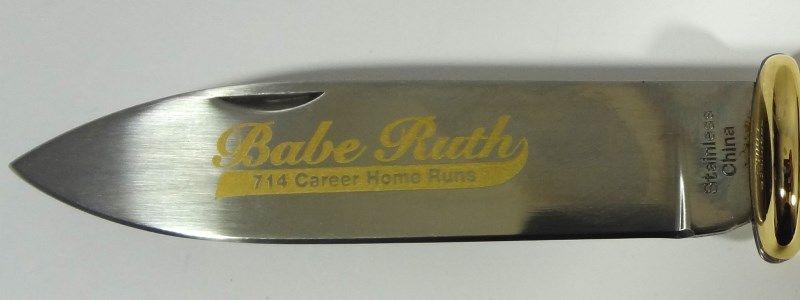 Babe Ruth
714 Career Home Runs
Stainless
China